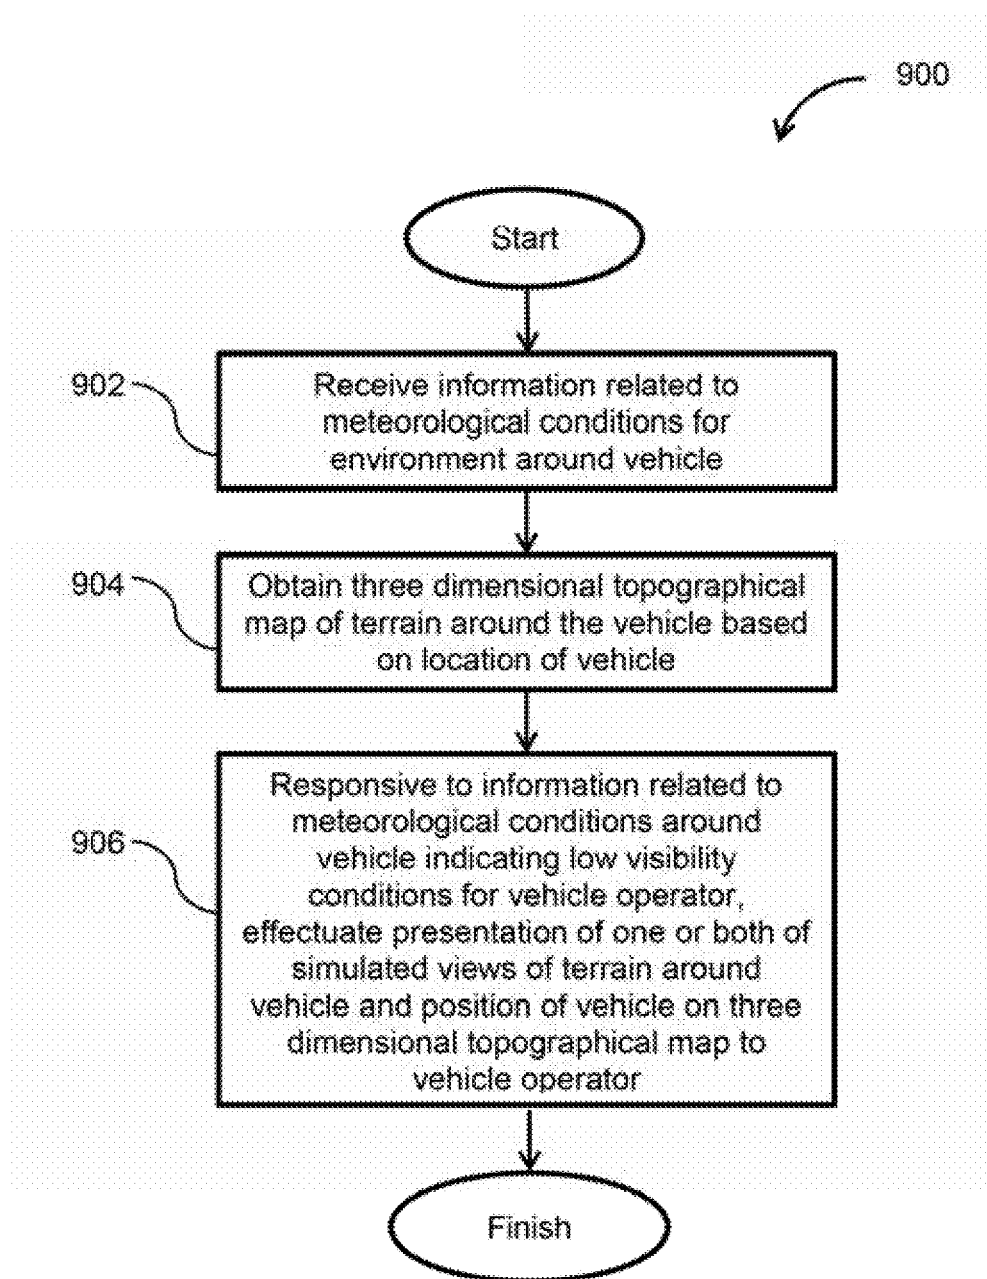 900
Start
902
Receive information related to
meteorological conditions for
environment around vehicle
904
Obtain three dimensional topographical
map of terrain around the vehicle based
on location of vehicle
906
Responsive to information related to
meteorological conditions around
vehicle indicating low visibility
conditions for vehicle operator,
effectuate presentation of one or both of
simulated views of terrain around
vehicle and position of vehicle on three
dimensional topographical map to
vehicle operator
Finish